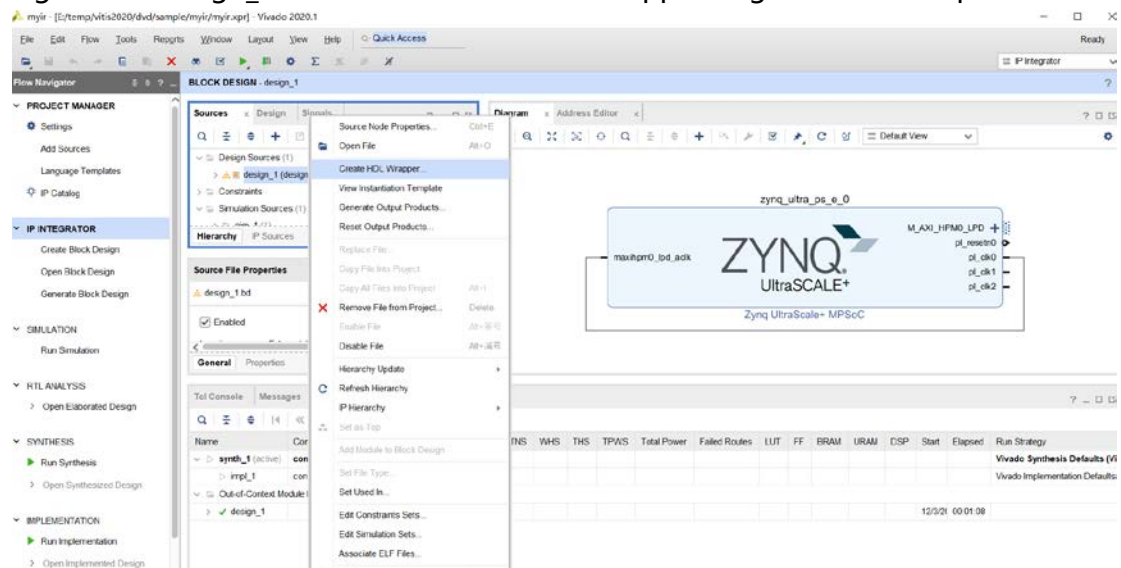 myir - [E:/temp/vitis2020/dvd/sample/myir/myir.xpr] - Vivado 2020.1
File Edit Flow Tools Reports Window Layout View Help Quick Access
Ready
IP Integrator
Flow Navigator
PROJECT MANAGER
Settings
Add Sources
Language Templates
IP Catalog
IP INTEGRATOR
Create Block Design
Open Block Design
Generate Block Design
SIMULATION
Run Simulation
RTL ANALYSIS
Open Elaborated Design
SYNTHESIS
Run Synthesis
Open Synthesized Design
IMPLEMENTATION
Run Implementation
Open Implemented Design
BLOCK DESIGN - design_1
Sources Design Signals
Design Sources (1)
design_1 (design
Constraints
Simulation Sources (1)
Hierarchy IP Sources
Source File Properties
design_1.bd
Enabled
General Properties
Source Node Properties... Ctrl+E
Open File Alt+O
Create HDL Wrapper...
View Instantiation Template
Generate Output Products...
Reset Output Products...
Replace File...
Copy File Into Project
Copy All Files Into Project Alt+I
Remove File from Project... Delete
Enable File
Disable File
Hierarchy Update
Refresh Hierarchy
IP Hierarchy
Set as Top
Add Module to Block Design
Set File Type...
Set Used In...
Edit Constraints Sets...
Edit Simulation Sets...
Associate ELF Files...
Diagram Address Editor
Default View
zynq_ultra_ps_e_0
maxihpm0_lpd_aclk
M_AXI_HPM0_LPD
pl_resetn0
pl_clk0
pl_clk1
pl_clk2
ZYNQ
UltraSCALE+
Zynq UltraScale+ MPSoC
Tcl Console Messages
Name Con TNS WHS THS TPWS Total Power Failed Routes LUT FF BRAM URAM DSP Start Elapsed Run Strategy
synth_1 (active) con Vivado Synthesis Defaults (Vi
impl_1 con Vivado Implementation Defaults
Out-of-Context Module
design_1 12/3/2 00:01:08